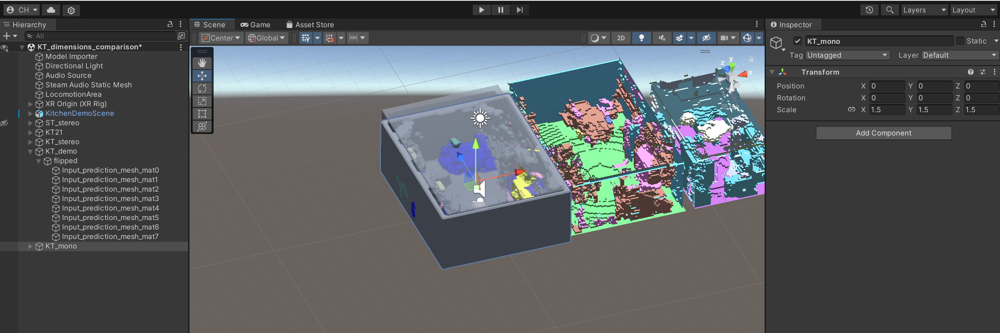 CH
Layers
Layout
Hierarchy
Scene
Game
Asset Store
Inspector
All
Center
Global
2D
KT_mono
Static
Tag
Untagged
Layer
Default
KT_dimensions_comparison*
Model Importer
Directional Light
Audio Source
Steam Audio Static Mesh
LocomotionArea
XR Origin (XR Rig)
KitchenDemoScene
ST_stereo
KT21
KT_stereo
KT_demo
flipped
Input_prediction_mesh_mat0
Input_prediction_mesh_mat1
Input_prediction_mesh_mat2
Input_prediction_mesh_mat3
Input_prediction_mesh_mat4
Input_prediction_mesh_mat5
Input_prediction_mesh_mat6
Input_prediction_mesh_mat7
KT_mono
y
z
x
Iso
Transform
Position X 0 Y 0 Z 0
Rotation X 0 Y 0 Z 0
Scale X 1.5 Y 1.5 Z 1.5
Add Component